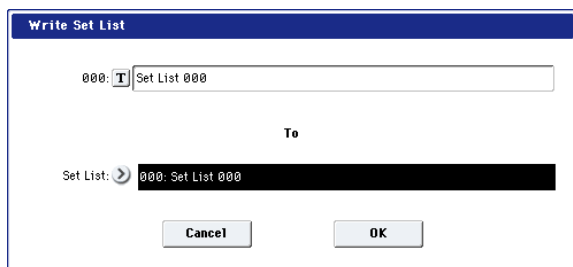 Write Set List
000: T Set List 000
To
Set List: 000: Set List 000
Cancel OK